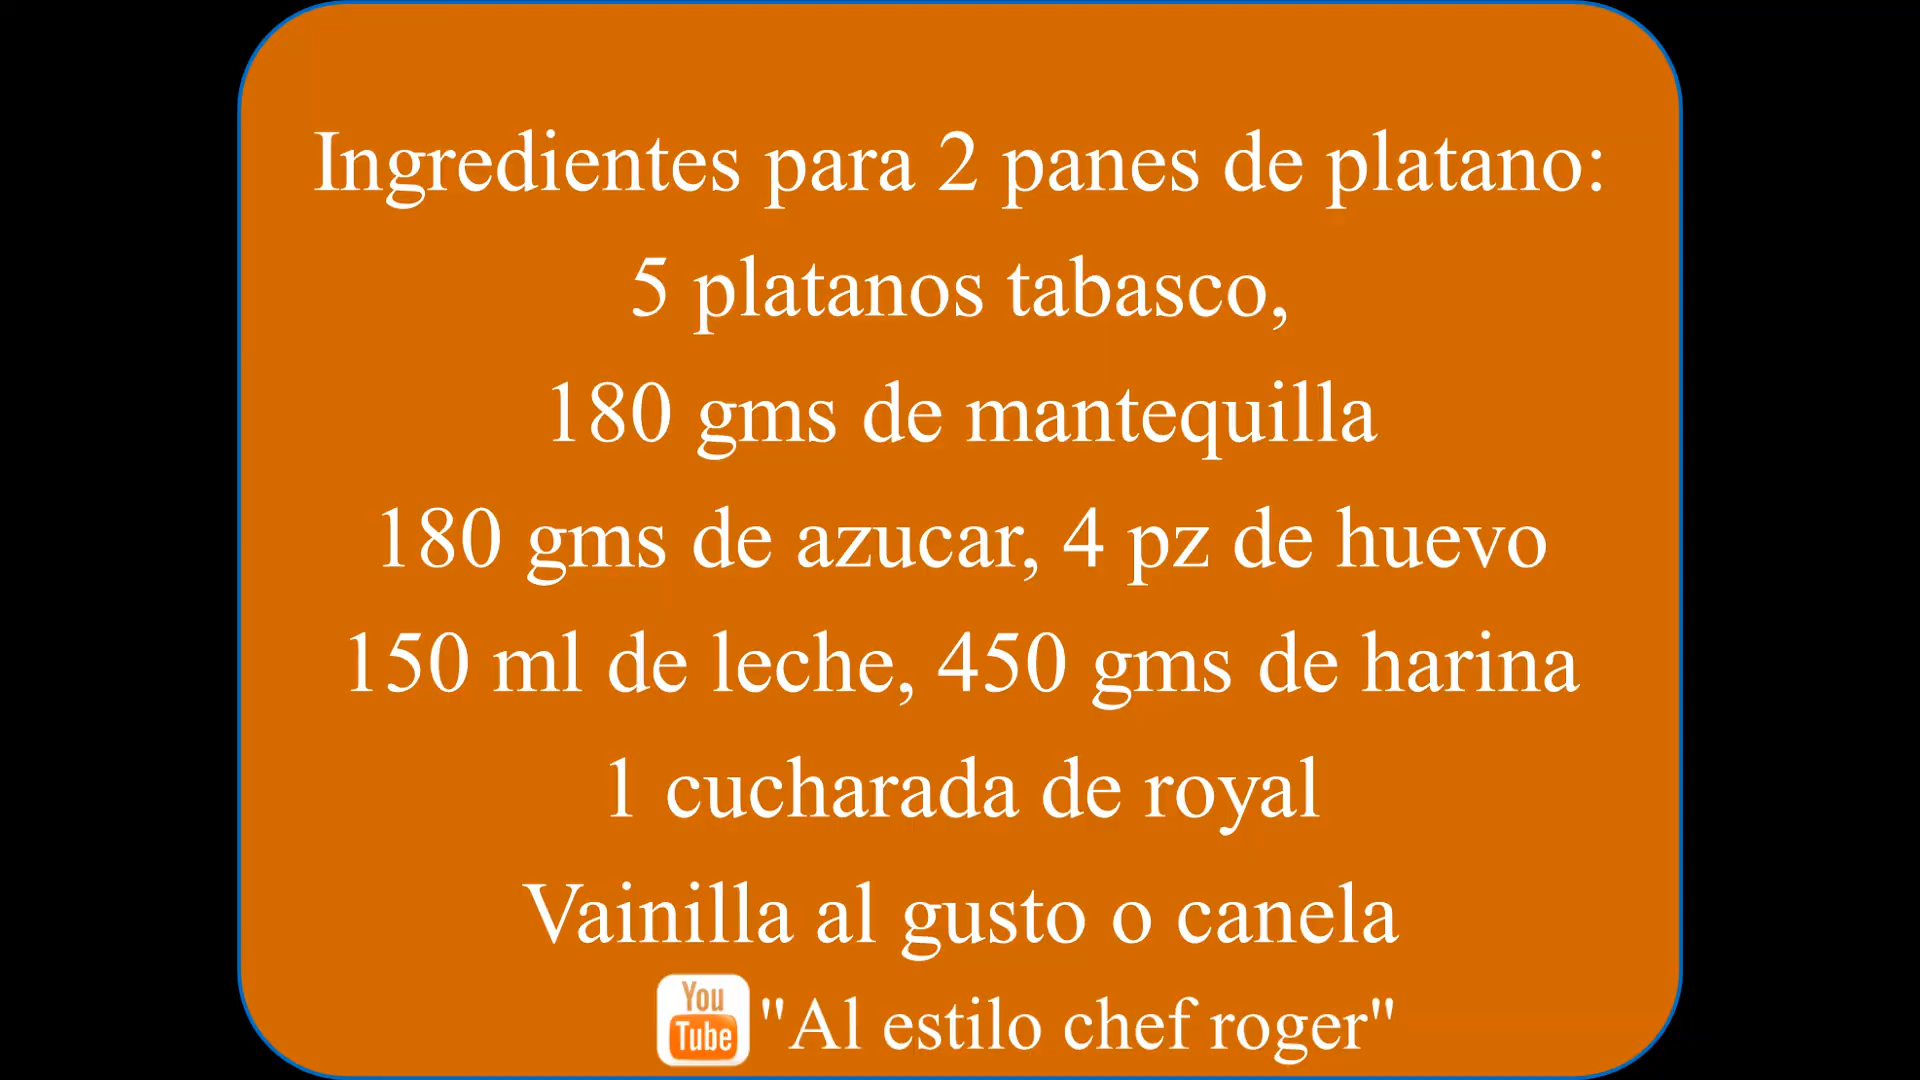 Ingredientes para 2 panes de platano:
5 platanos tabasco,
180 gms de mantequilla
180 gms de azucar, 4 pz de huevo
150 ml de leche, 450 gms de harina
1 cucharada de royal
Vainilla al gusto o canela
You
Tube "Al estilo chef roger"